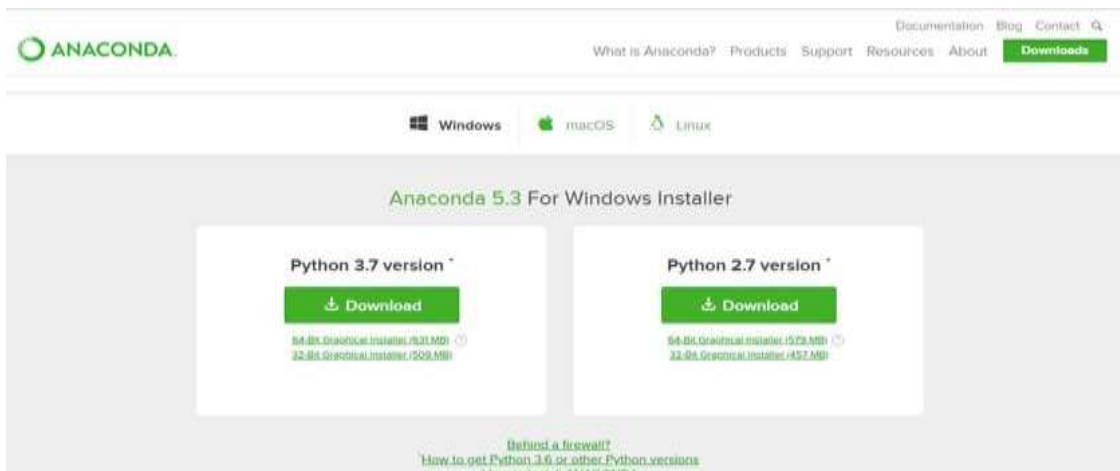 Documentation Blog Contact
ANACONDA.
What is Anaconda? Products Support Resources About Downloads
Windows macOS Linux
Anaconda 5.3 For Windows Installer
Python 3.7 version *
Download
64-Bit Graphical Installer (631 MB) ?
32-Bit Graphical Installer (509 MB)
Python 2.7 version *
Download
64-Bit Graphical Installer (579 MB) ?
32-Bit Graphical Installer (457 MB)
Behind a firewall?
*How to get Python 3.6 or other Python versions